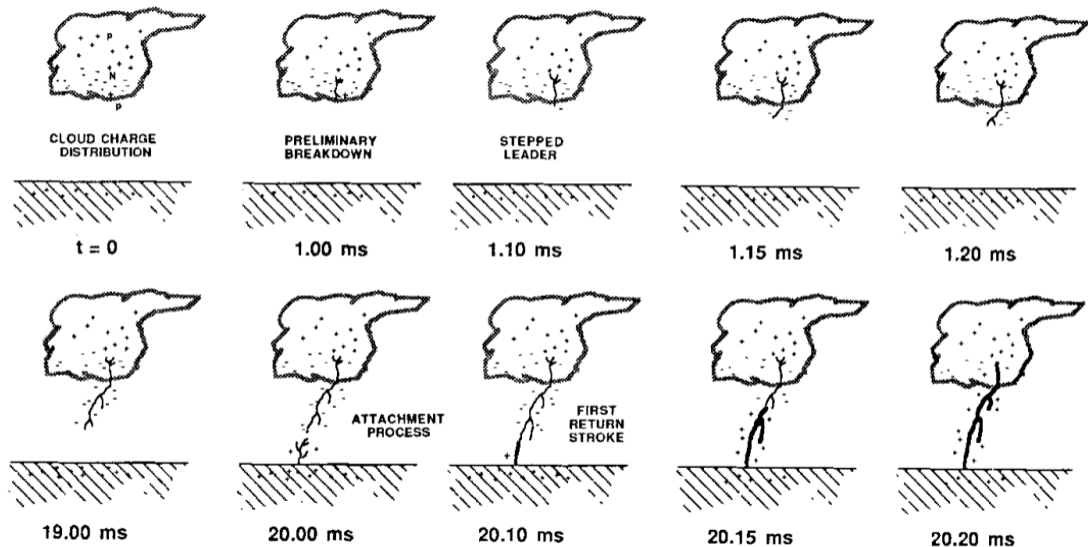 P
N
P
CLOUD CHARGE
DISTRIBUTION
PRELIMINARY
BREAKDOWN
STEPPED
LEADER
t = 0
1.00 ms
1.10 ms
1.15 ms
1.20 ms
ATTACHMENT
PROCESS
FIRST
RETURN
STROKE
19.00 ms
20.00 ms
20.10 ms
20.15 ms
20.20 ms